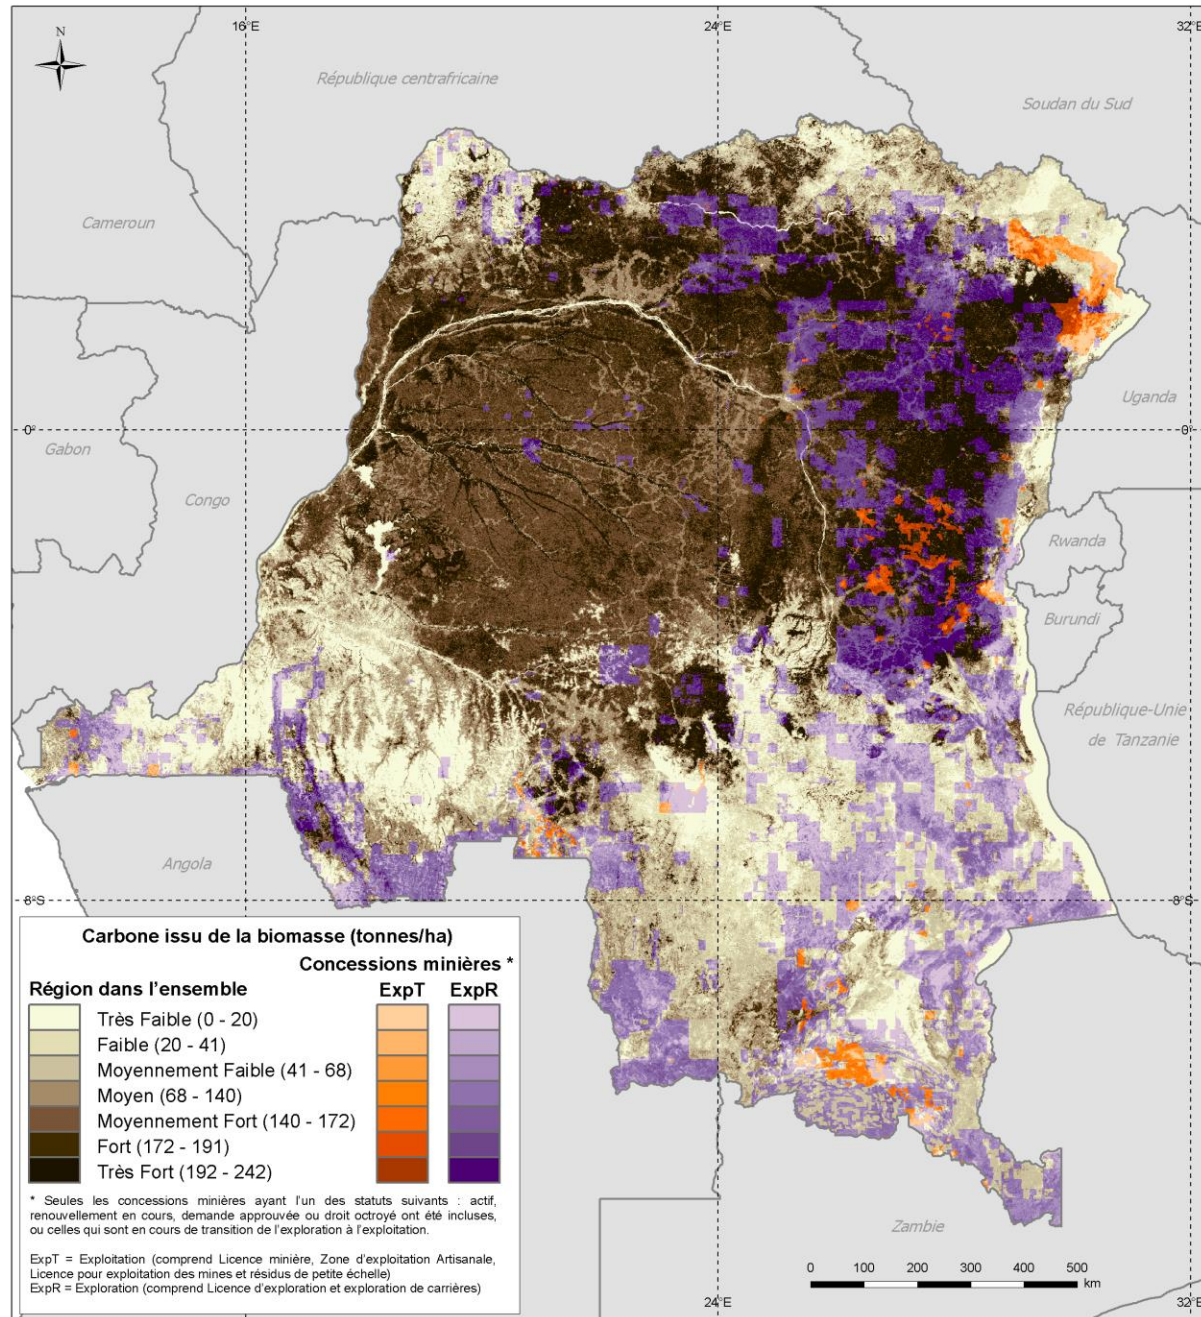 16°E
24°E
32°E
N
République centrafricaine
Soudan du Sud
Cameroun
Uganda
0°
0°
Gabon
Congo
Rwanda
Burundi
République-Unie
de Tanzanie
Angola
8°S
8°S
Carbone issu de la biomasse (tonnes/ha)
Concessions minières *
Région dans l'ensemble
ExpT
ExpR
Très Faible (0 - 20)
Faible (20 - 41)
Moyennement Faible (41 - 68)
Moyen (68 - 140)
Moyennement Fort (140 - 172)
Fort (172 - 191)
Très Fort (192 - 242)
* Seules les concessions minières ayant l'un des statuts suivants : actif,
renouvellement en cours, demande approuvée ou droit octroyé ont été incluses,
ou celles qui sont en cours de transition de l'exploration à l'exploitation.
ExpT = Exploitation (comprend Licence minière, Zone d'exploitation Artisanale,
Licence pour exploitation des mines et résidus de petite échelle)
ExpR = Exploration (comprend Licence d'exploration et exploration de carrières)
Zambie
0 100 200 300 400 500
km
24°E
32°E